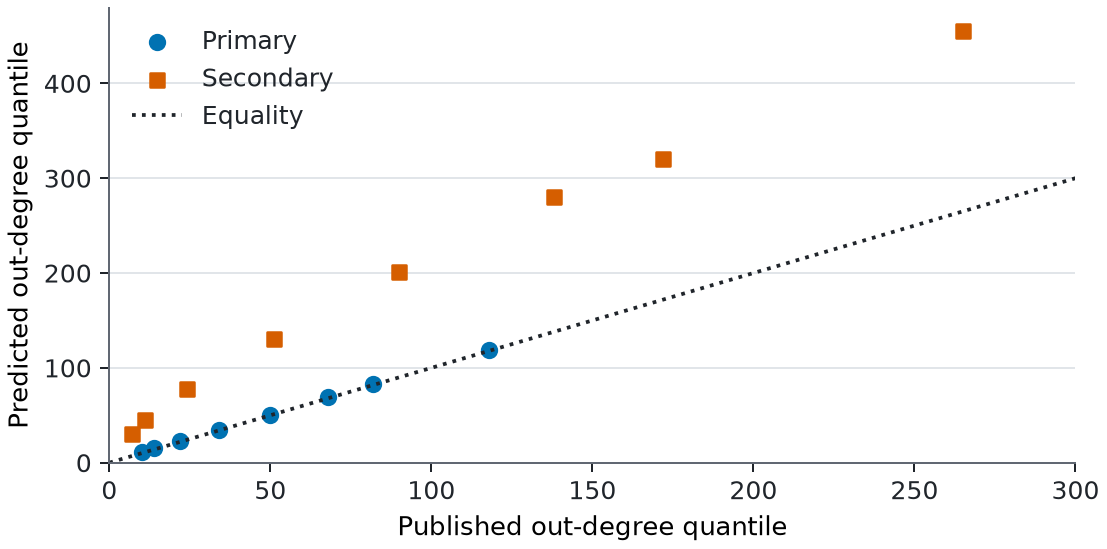 Primary
Secondary
Equality
Predicted out-degree quantile
400
300
200
100
0
0 50 100 150 200 250 300
Published out-degree quantile